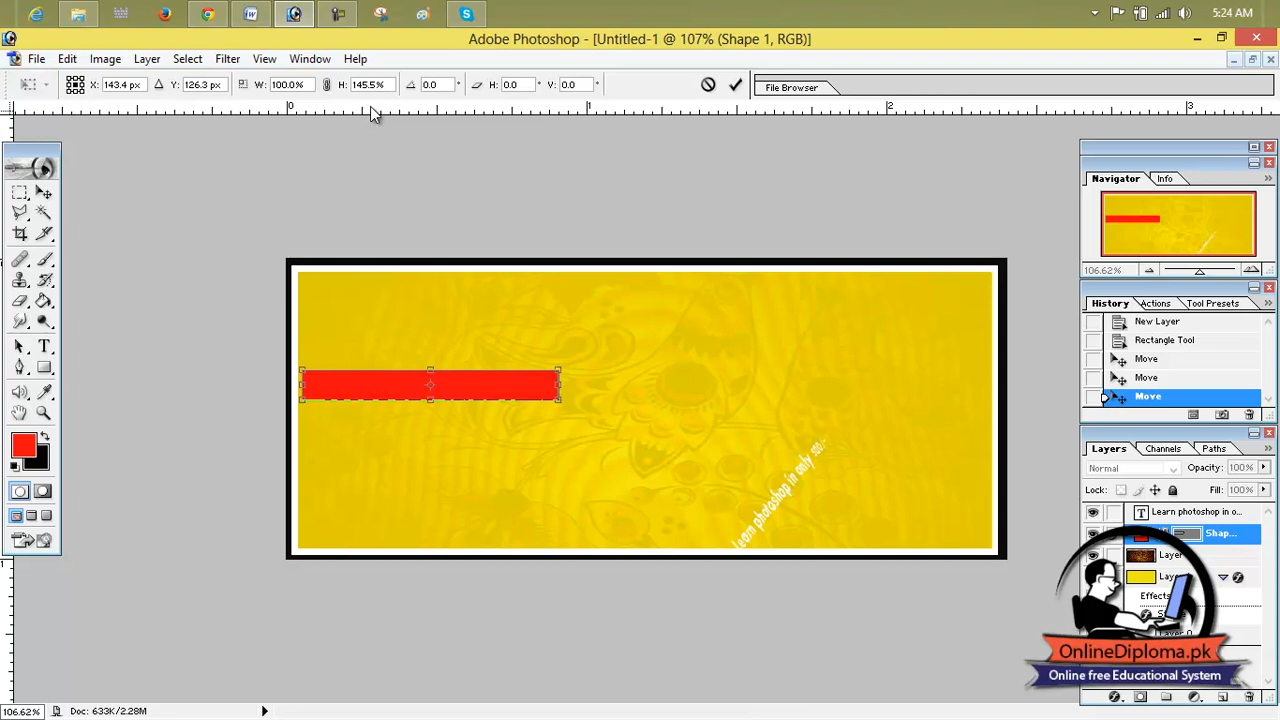 5:24 AM
Adobe Photoshop - [Untitled-1 @ 107% (Shape 1, RGB)]
File Edit Image Layer Select Filter View Window Help
X: 143.4 px Y: 126.3 px W: 100.0% H: 145.5% 0.0 ° H: 0.0 ° V: 0.0 ° File Browser
0 1 2 3
Navigator Info
106.62%
History Actions Tool Presets
New Layer
Rectangle Tool
Move
Move
Move
Layers Channels Paths
Normal Opacity: 100%
Lock: Fill: 100%
T Learn photoshop in o...
Shap...
Layer
Laye
Effects
Layer 0
learn photoshop in only
1
OnlineDiploma.pk
Online free Educational System
106.62% Doc: 633K/2.28M